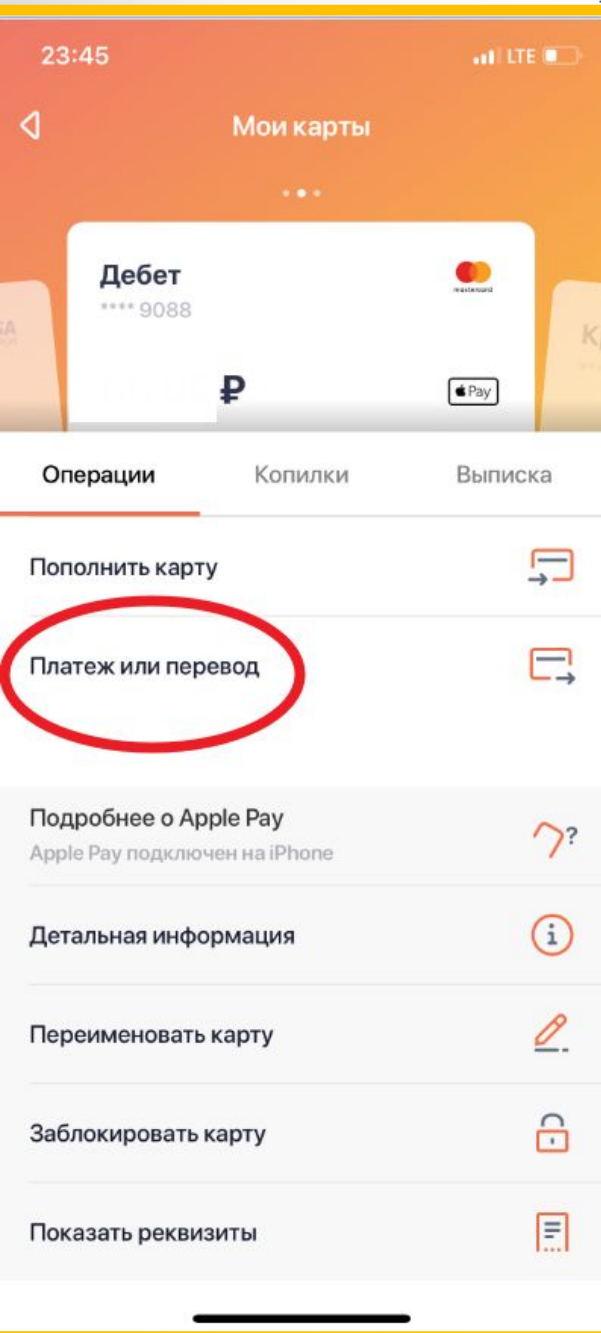 23:45 LTE
Мои карты
Дебет
mastercard
**** 9088
₽
Pay
Операции Копилки Выписка
Пополнить карту
Платеж или перевод
Подробнее о Apple Pay
Apple Pay подключен на iPhone
?
Детальная информация
i
Переименовать карту
Заблокировать карту
Показать реквизиты